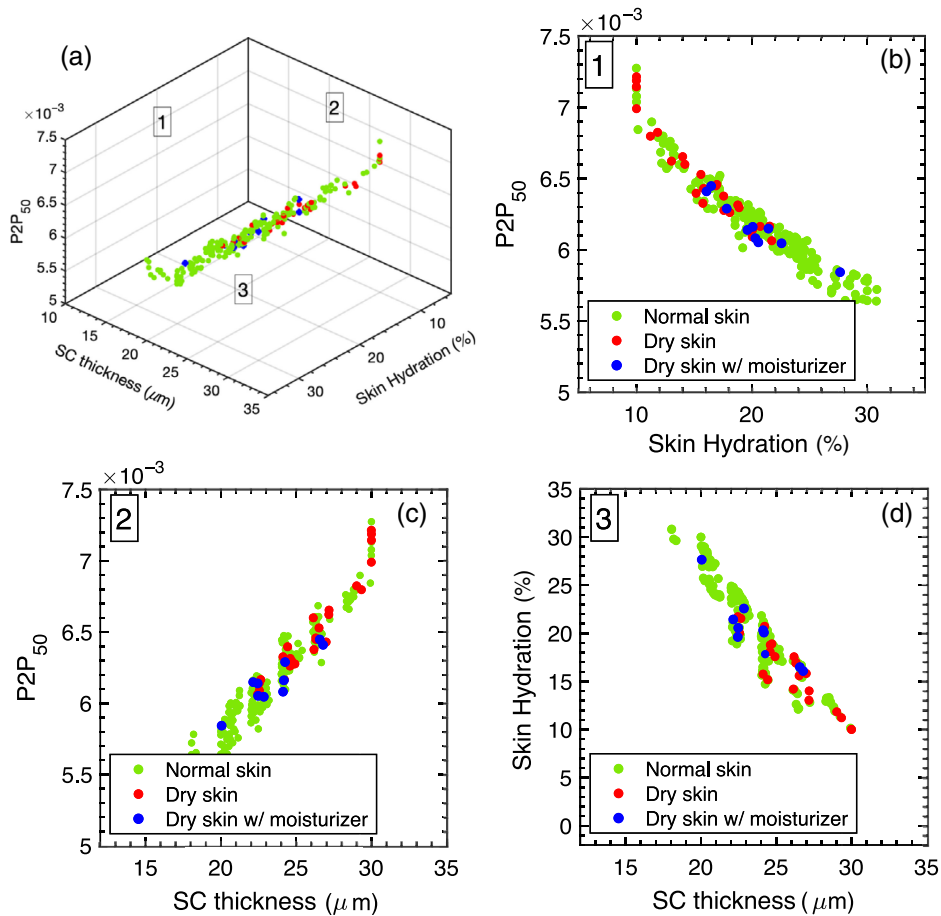 (a)
×10⁻³
7.5
7
6.5
6
5.5
5
P2P₅₀
1
2
3
10
15
20
25
30
35
SC thickness (μm)
30
20
10
Skin Hydration (%)
(b)
1
×10⁻³
7.5
7
6.5
6
5.5
5
P2P₅₀
Normal skin
Dry skin
Dry skin w/ moisturizer
10
20
30
Skin Hydration (%)
(c)
2
×10⁻³
7.5
7
6.5
6
5.5
5
P2P₅₀
Normal skin
Dry skin
Dry skin w/ moisturizer
15
20
25
30
35
SC thickness (μ m)
(d)
3
35
30
25
20
15
10
5
0
Skin Hydration (%)
Normal skin
Dry skin
Dry skin w/ moisturizer
15
20
25
30
35
SC thickness ( μm)